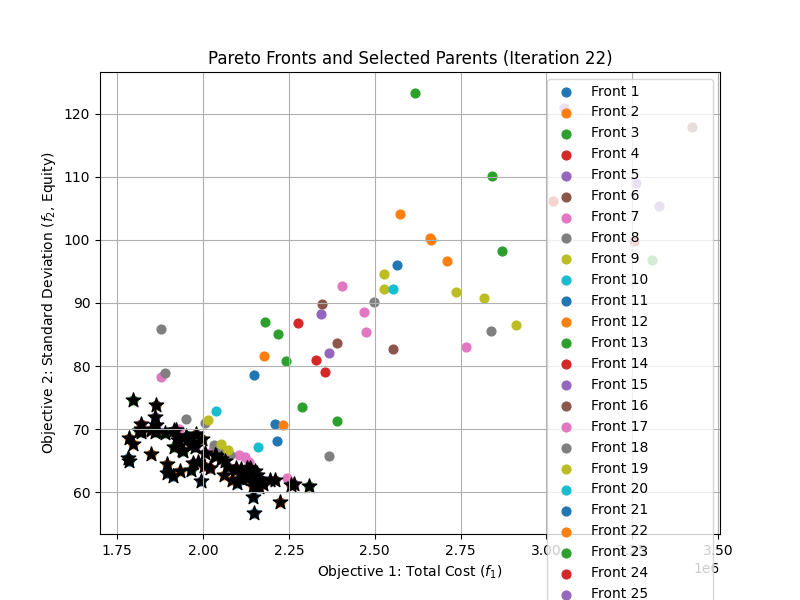 Pareto Fronts and Selected Parents (Iteration 22)
Objective 2: Standard Deviation (f₂, Equity)
120
110
100
90
80
70
60
1.75
2.00
2.25
2.50
2.75
3.00
3.50
1e6
Objective 1: Total Cost (f₁)
Front 1
Front 2
Front 3
Front 4
Front 5
Front 6
Front 7
Front 8
Front 9
Front 10
Front 11
Front 12
Front 13
Front 14
Front 15
Front 16
Front 17
Front 18
Front 19
Front 20
Front 21
Front 22
Front 23
Front 24
Front 25